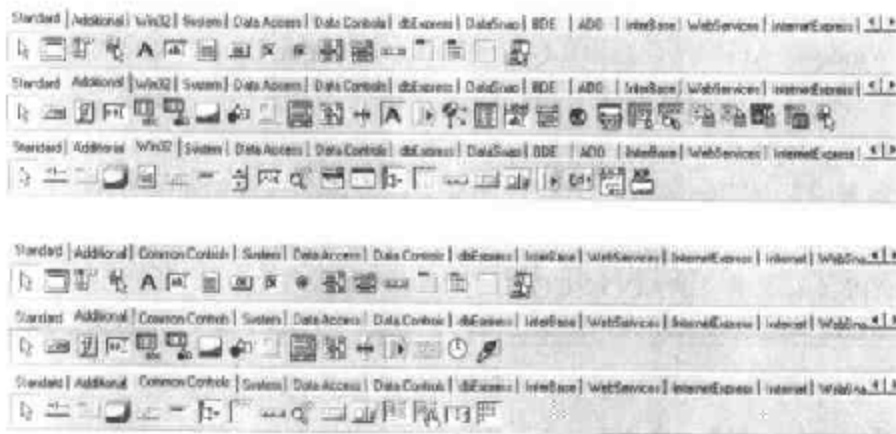 Standard Additional Win32 System Data Access Data Controls dbExpress DataSnap BDE ADO InterBase WebServices InternetExpress
Standard Additional Win32 System Data Access Data Controls dbExpress DataSnap BDE ADO InterBase WebServices InternetExpress
Standard Additional Win32 System Data Access Data Controls dbExpress DataSnap BDE ADO InterBase WebServices InternetExpress
Standard Additional Common Controls System Data Access Data Controls dbExpress InterBase WebServices InternetExpress Internet WebSna
Standard Additional Common Controls System Data Access Data Controls dbExpress InterBase WebServices InternetExpress Internet WebSna
Standard Additional Common Controls System Data Access Data Controls dbExpress InterBase WebServices InternetExpress Internet WebSna